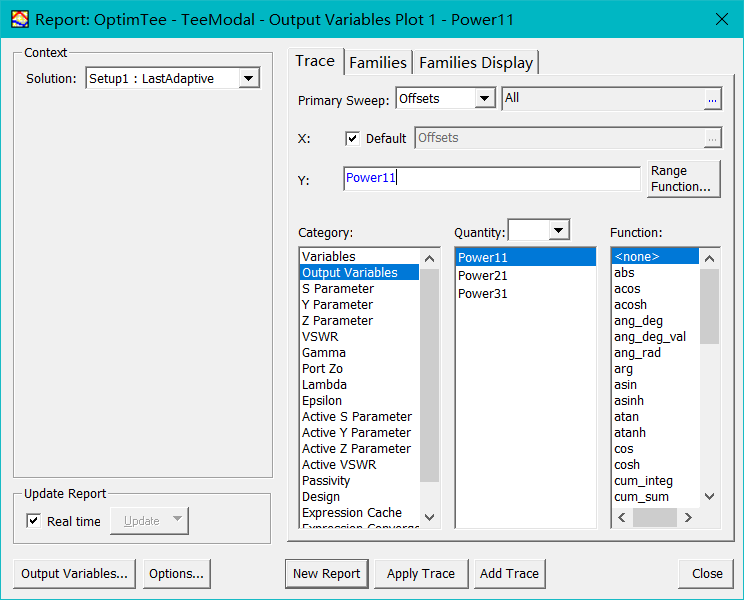 Report: OptimTee - TeeModal - Output Variables Plot 1 - Power11
Context
Solution: Setup1 : LastAdaptive
Trace Families Families Display
Primary Sweep: Offsets All ...
X: Default Offsets ...
Y: Power11
Range
Function...
Category: Quantity: Function:
Variables
Output Variables
S Parameter
Y Parameter
Z Parameter
VSWR
Gamma
Port Zo
Lambda
Epsilon
Active S Parameter
Active Y Parameter
Active Z Parameter
Active VSWR
Passivity
Design
Expression Cache
Expression Converge
Power11
Power21
Power31
<none>
abs
acos
acosh
ang_deg
ang_deg_val
ang_rad
arg
asin
asinh
atan
atanh
cos
cosh
cum_integ
cum_sum
Update Report
Real time Update
Output Variables... Options... New Report Apply Trace Add Trace Close